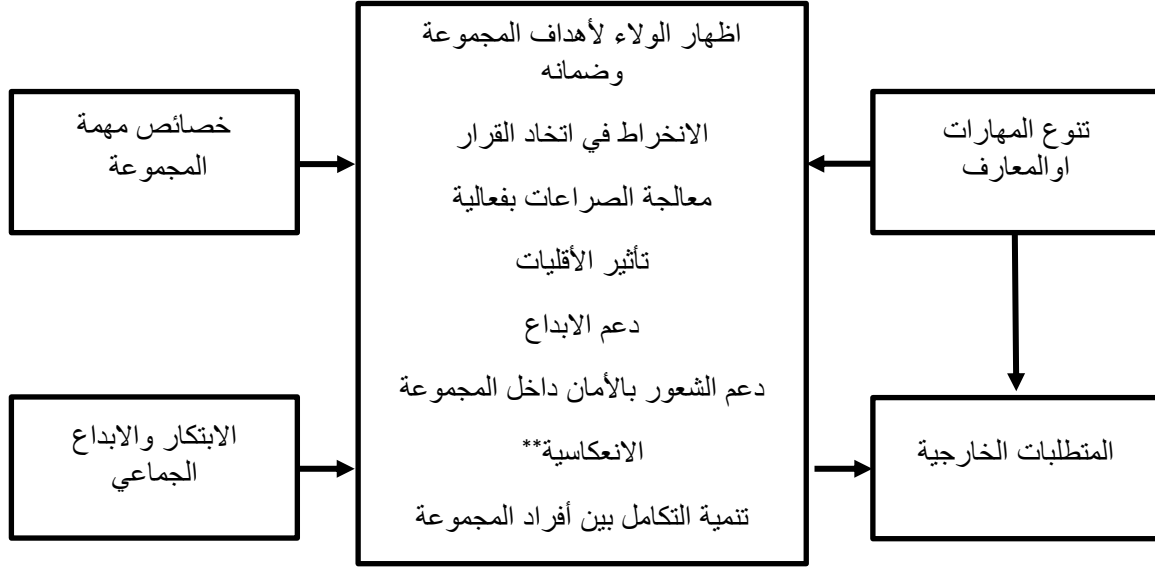 تنوع المهارات
اوالمعارف
المتطلبات الخارجية
اظهار الولاء لأهداف المجموعة
وضمانه
الانخراط في اتخاد القرار
معالجة الصراعات بفعالية
تأثير الأقليات
دعم الابداع
دعم الشعور بالأمان داخل المجموعة
الانعكاسية**
تنمية التكامل بين أفراد المجموعة
خصائص مهمة
المجموعة
الابتكار والابداع
الجماعي